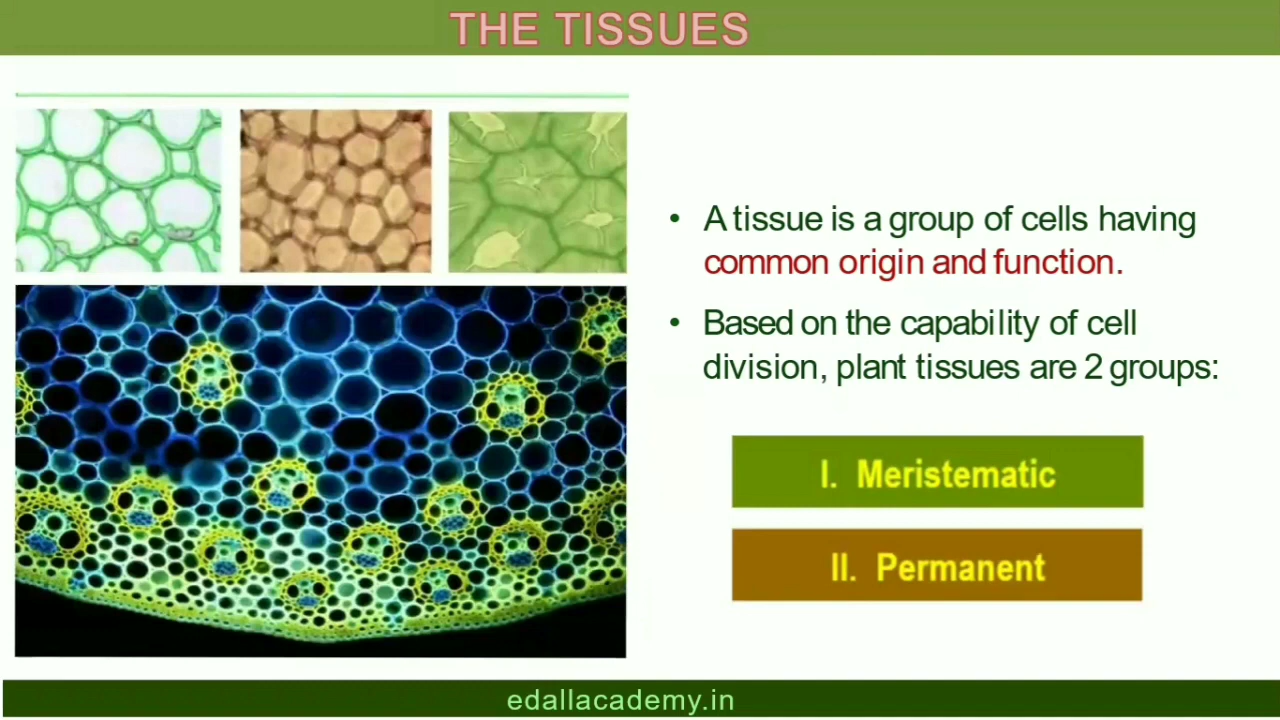 THE TISSUES
• A tissue is a group of cells having
common origin and function.
• Based on the capability of cell
division, plant tissues are 2 groups:
I. Meristematic
II. Permanent
edallacademy.in